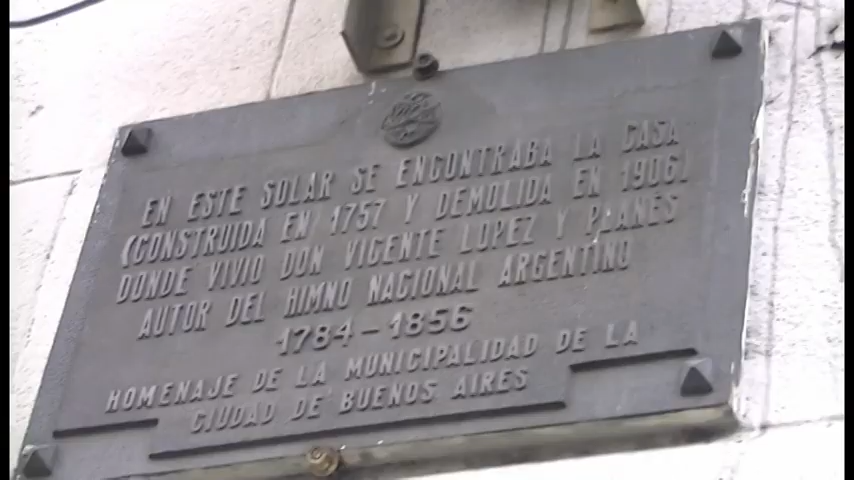 EN ESTE SOLAR SE ENCONTRABA LA CASA
(CONSTRUIDA EN 1757 Y DEMOLIDA EN 1906)
DONDE VIVIO DON VICENTE LOPEZ Y PLANES
AUTOR DEL HIMNO NACIONAL ARGENTINO
1784-1856
HOMENAJE DE LA MUNICIPALIDAD DE LA
CIUDAD DE BUENOS AIRES